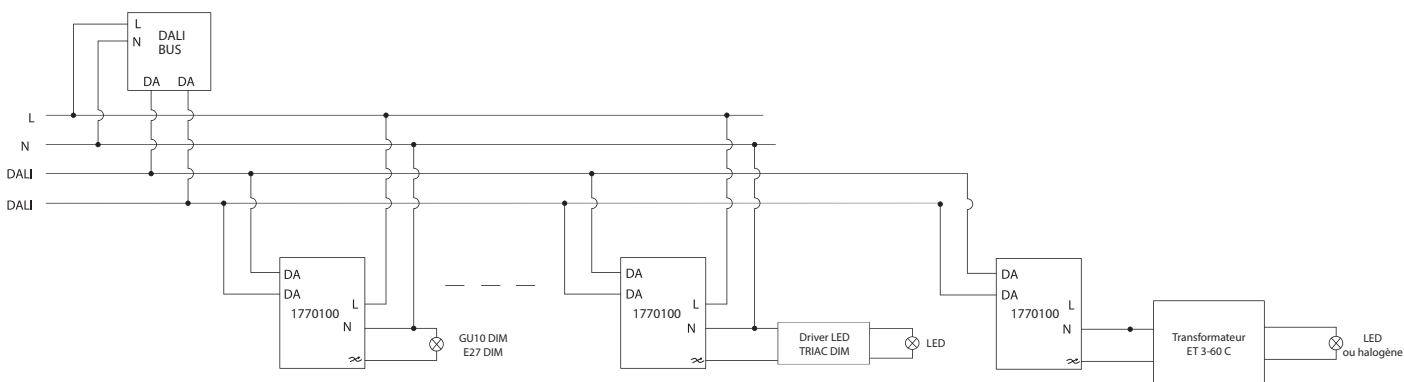 L
N
DALI
BUS
DA DA
L
N
DALI
DALI
DA
DA
1770100
L
N
GU10 DIM
E27 DIM
DA
DA
1770100
L
N
Driver LED
TRIAC DIM
LED
DA
DA
1770100
L
N
Transformateur
ET 3-60 C
LED
ou halogène